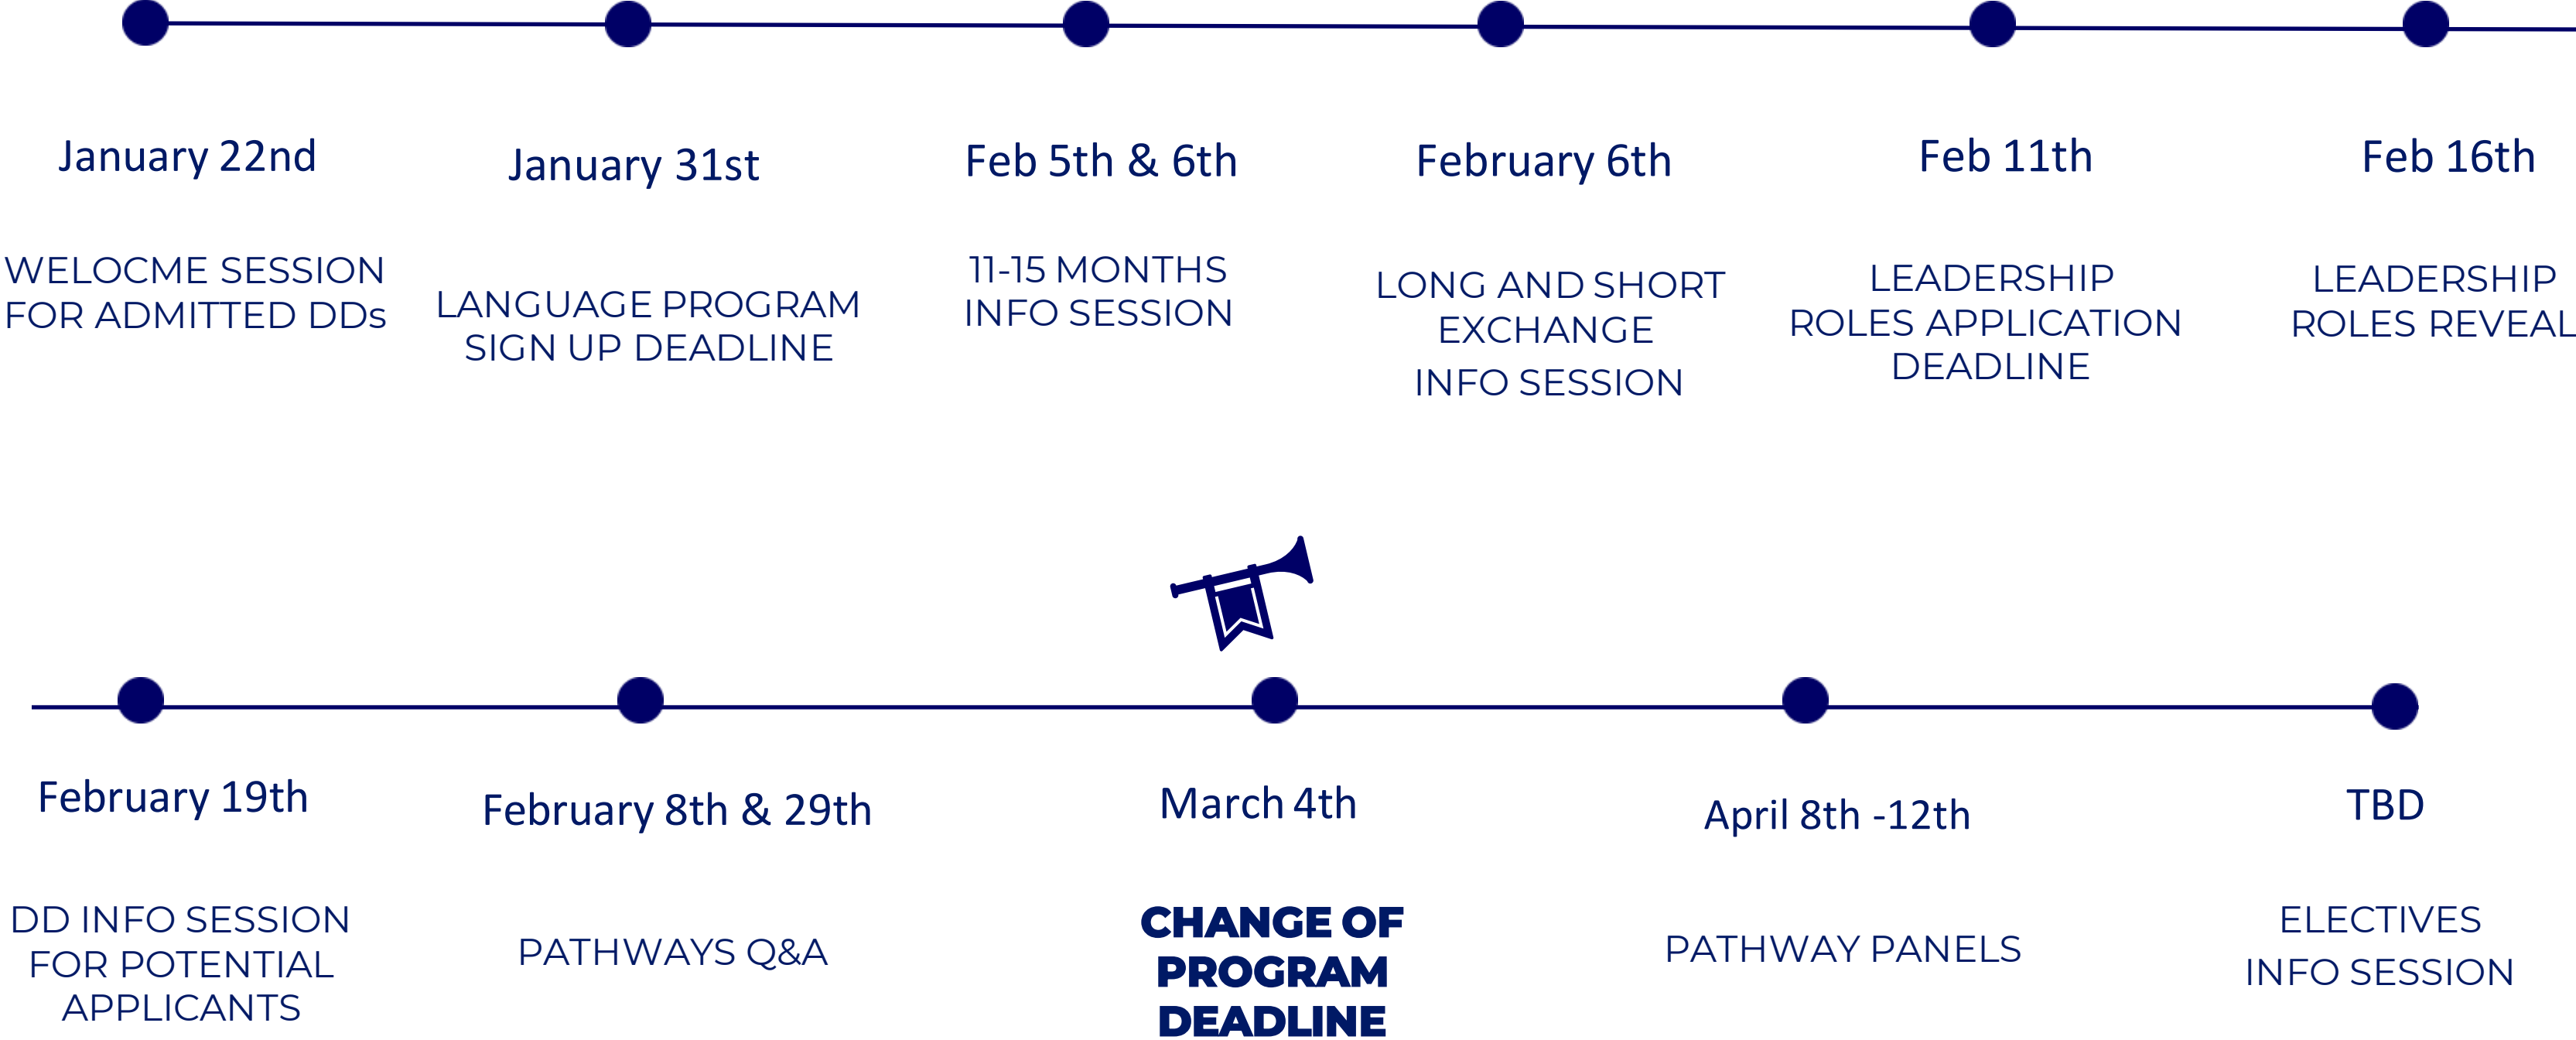 January 22nd
WELOCME SESSION
FOR ADMITTED DDs
January 31st
LANGUAGE PROGRAM
SIGN UP DEADLINE
Feb 5th & 6th
11-15 MONTHS
INFO SESSION
February 6th
LONG AND SHORT
EXCHANGE
INFO SESSION
Feb 11th
LEADERSHIP
ROLES APPLICATION
DEADLINE
Feb 16th
LEADERSHIP
ROLES REVEAL
February 19th
DD INFO SESSION
FOR POTENTIAL
APPLICANTS
February 8th & 29th
PATHWAYS Q&A
March 4th
CHANGE OF
PROGRAM
DEADLINE
April 8th -12th
PATHWAY PANELS
TBD
ELECTIVES
INFO SESSION